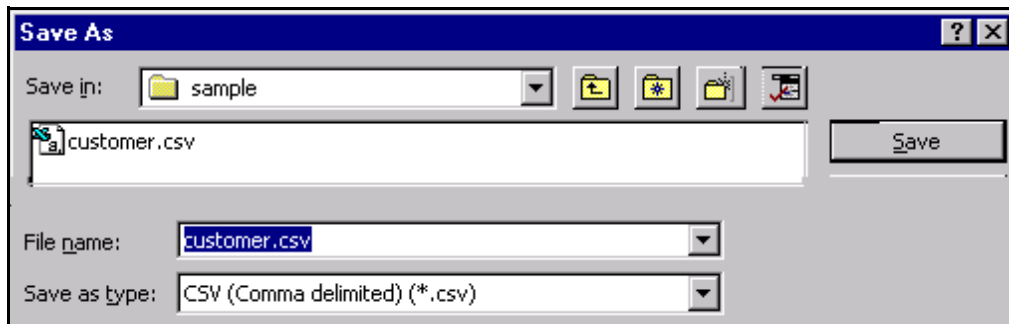 Save As
Save in: sample
customer.csv
Save
File name: customer.csv
Save as type: CSV (Comma delimited) (*.csv)